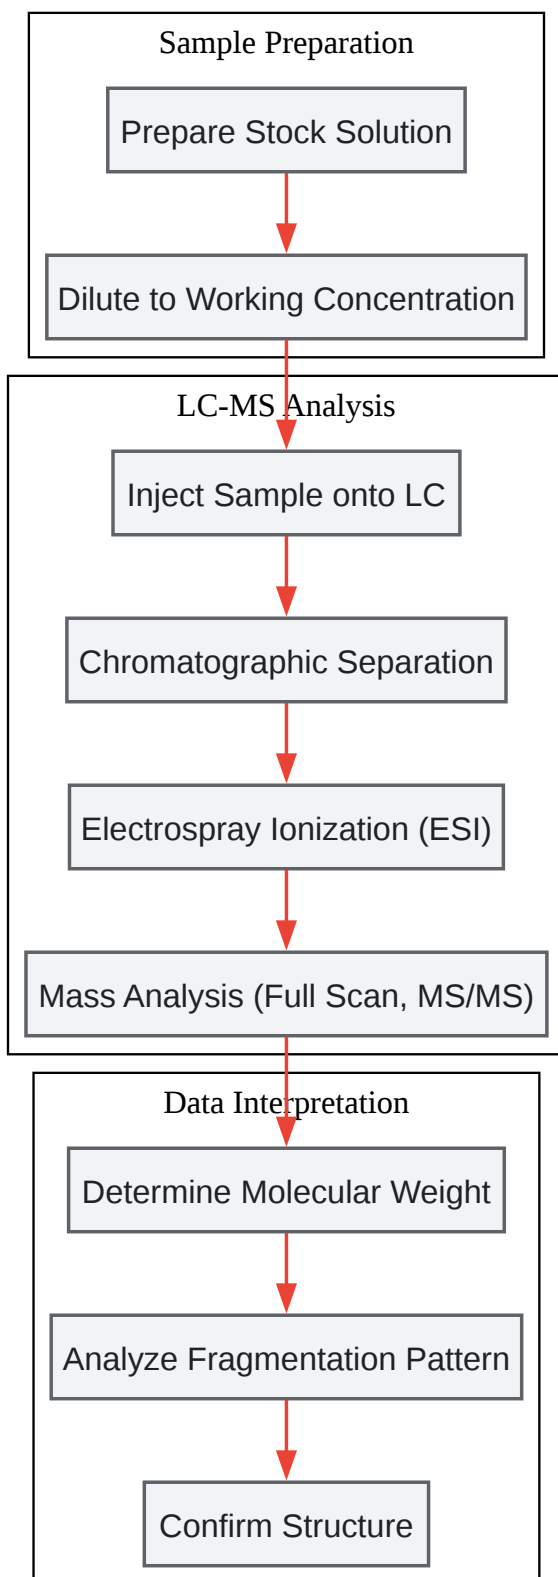 Sample Preparation
Prepare Stock Solution
Dilute to Working Concentration
LC-MS Analysis
Inject Sample onto LC
Chromatographic Separation
Electrospray Ionization (ESI)
Mass Analysis (Full Scan, MS/MS)
Data Interpretation
Determine Molecular Weight
Analyze Fragmentation Pattern
Confirm Structure